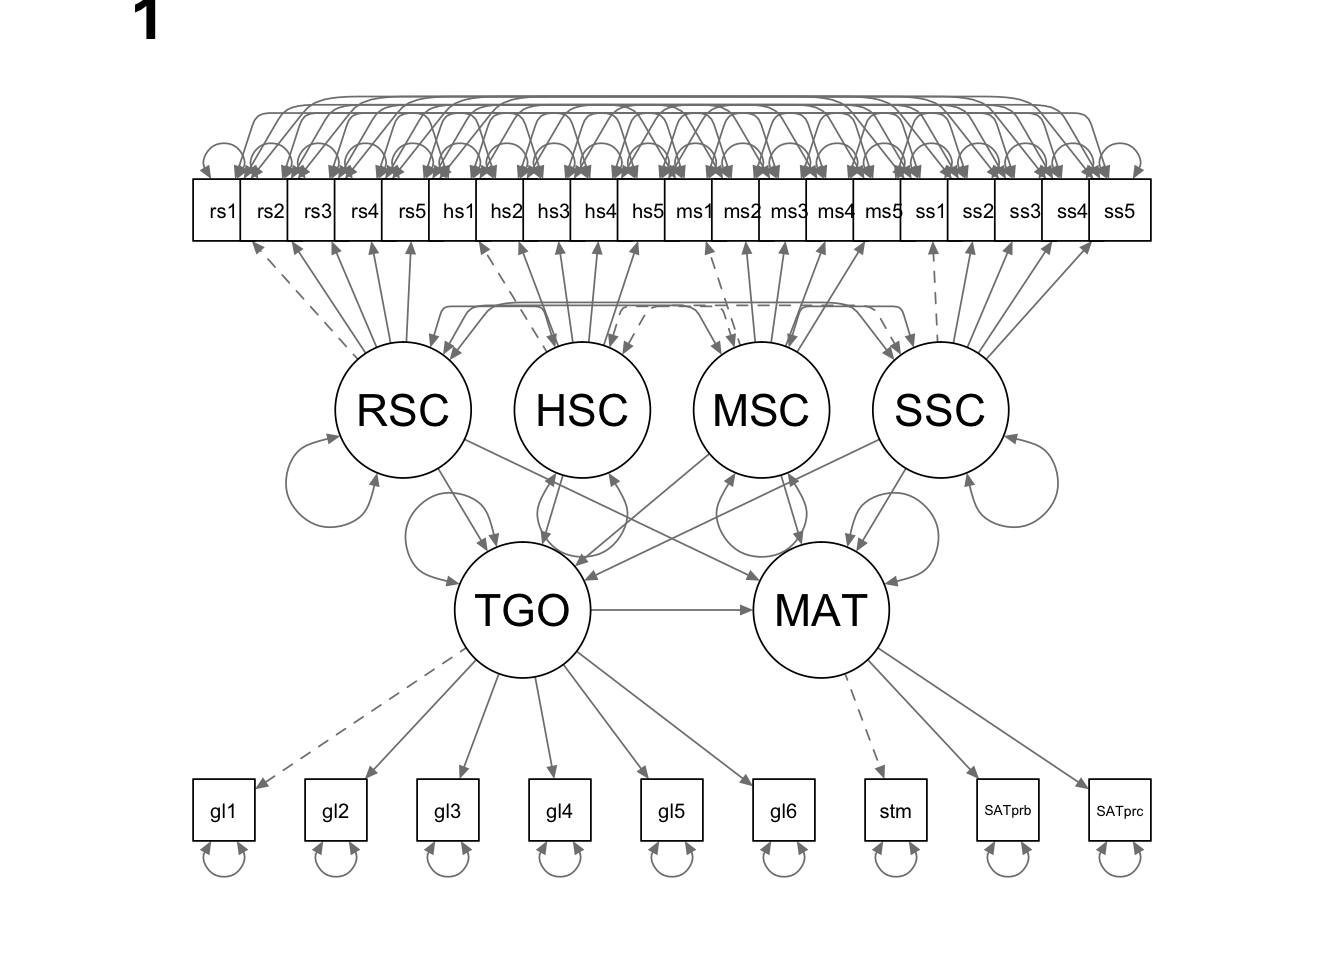 1
rs1 rs2 rs3 rs4 rs5 hs1 hs2 hs3 hs4 hs5 ms1 ms2 ms3 ms4 ms5 ss1 ss2 ss3 ss4 ss5
RSC HSC MSC SSC
TGO MAT
gl1 gl2 gl3 gl4 gl5 gl6 stm SATprb SATprc